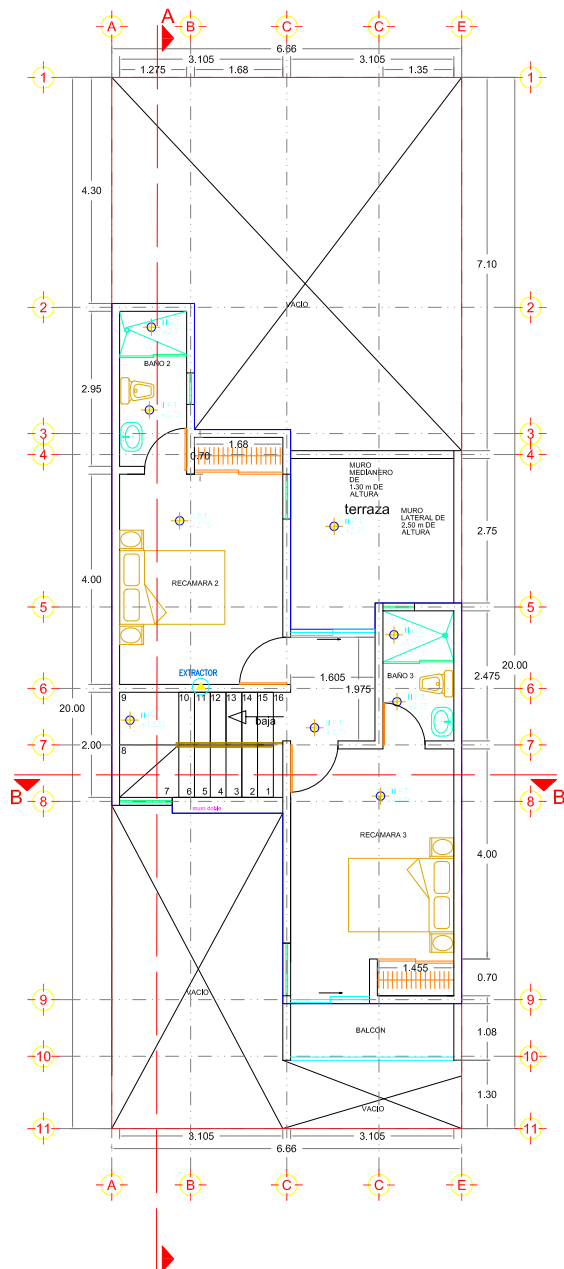 A
A B C C E
6.66
3.105 3.105
1.275 1.68 1.35
1 1
4.30
7.10
VACÍO
2 2
BAÑO 2
2.95
3 3
4 4
1.68
0.70
MURO
MEDIANERO
DE
1.30 m DE
ALTURA
terraza
MURO
LATERAL DE
2,50 m DE
ALTURA
2.75
RECAMARA 2
4.00
5 5
EXTRACTOR
1.605
1.975
BAÑO 3
2.475
20.00
6 6
9 10 11 12 13 14 15 16
20.00
baja
7 7
2.00
8
7 6 5 4 3 2 1
B B
8 8
muro doble
RECAMARA 3
4.00
1.455
0.70
VACÍO
9 9
BALCON
1.08
10 10
1.30
VACÍO
11 11
3.105 3.105
6.66
A B C C E